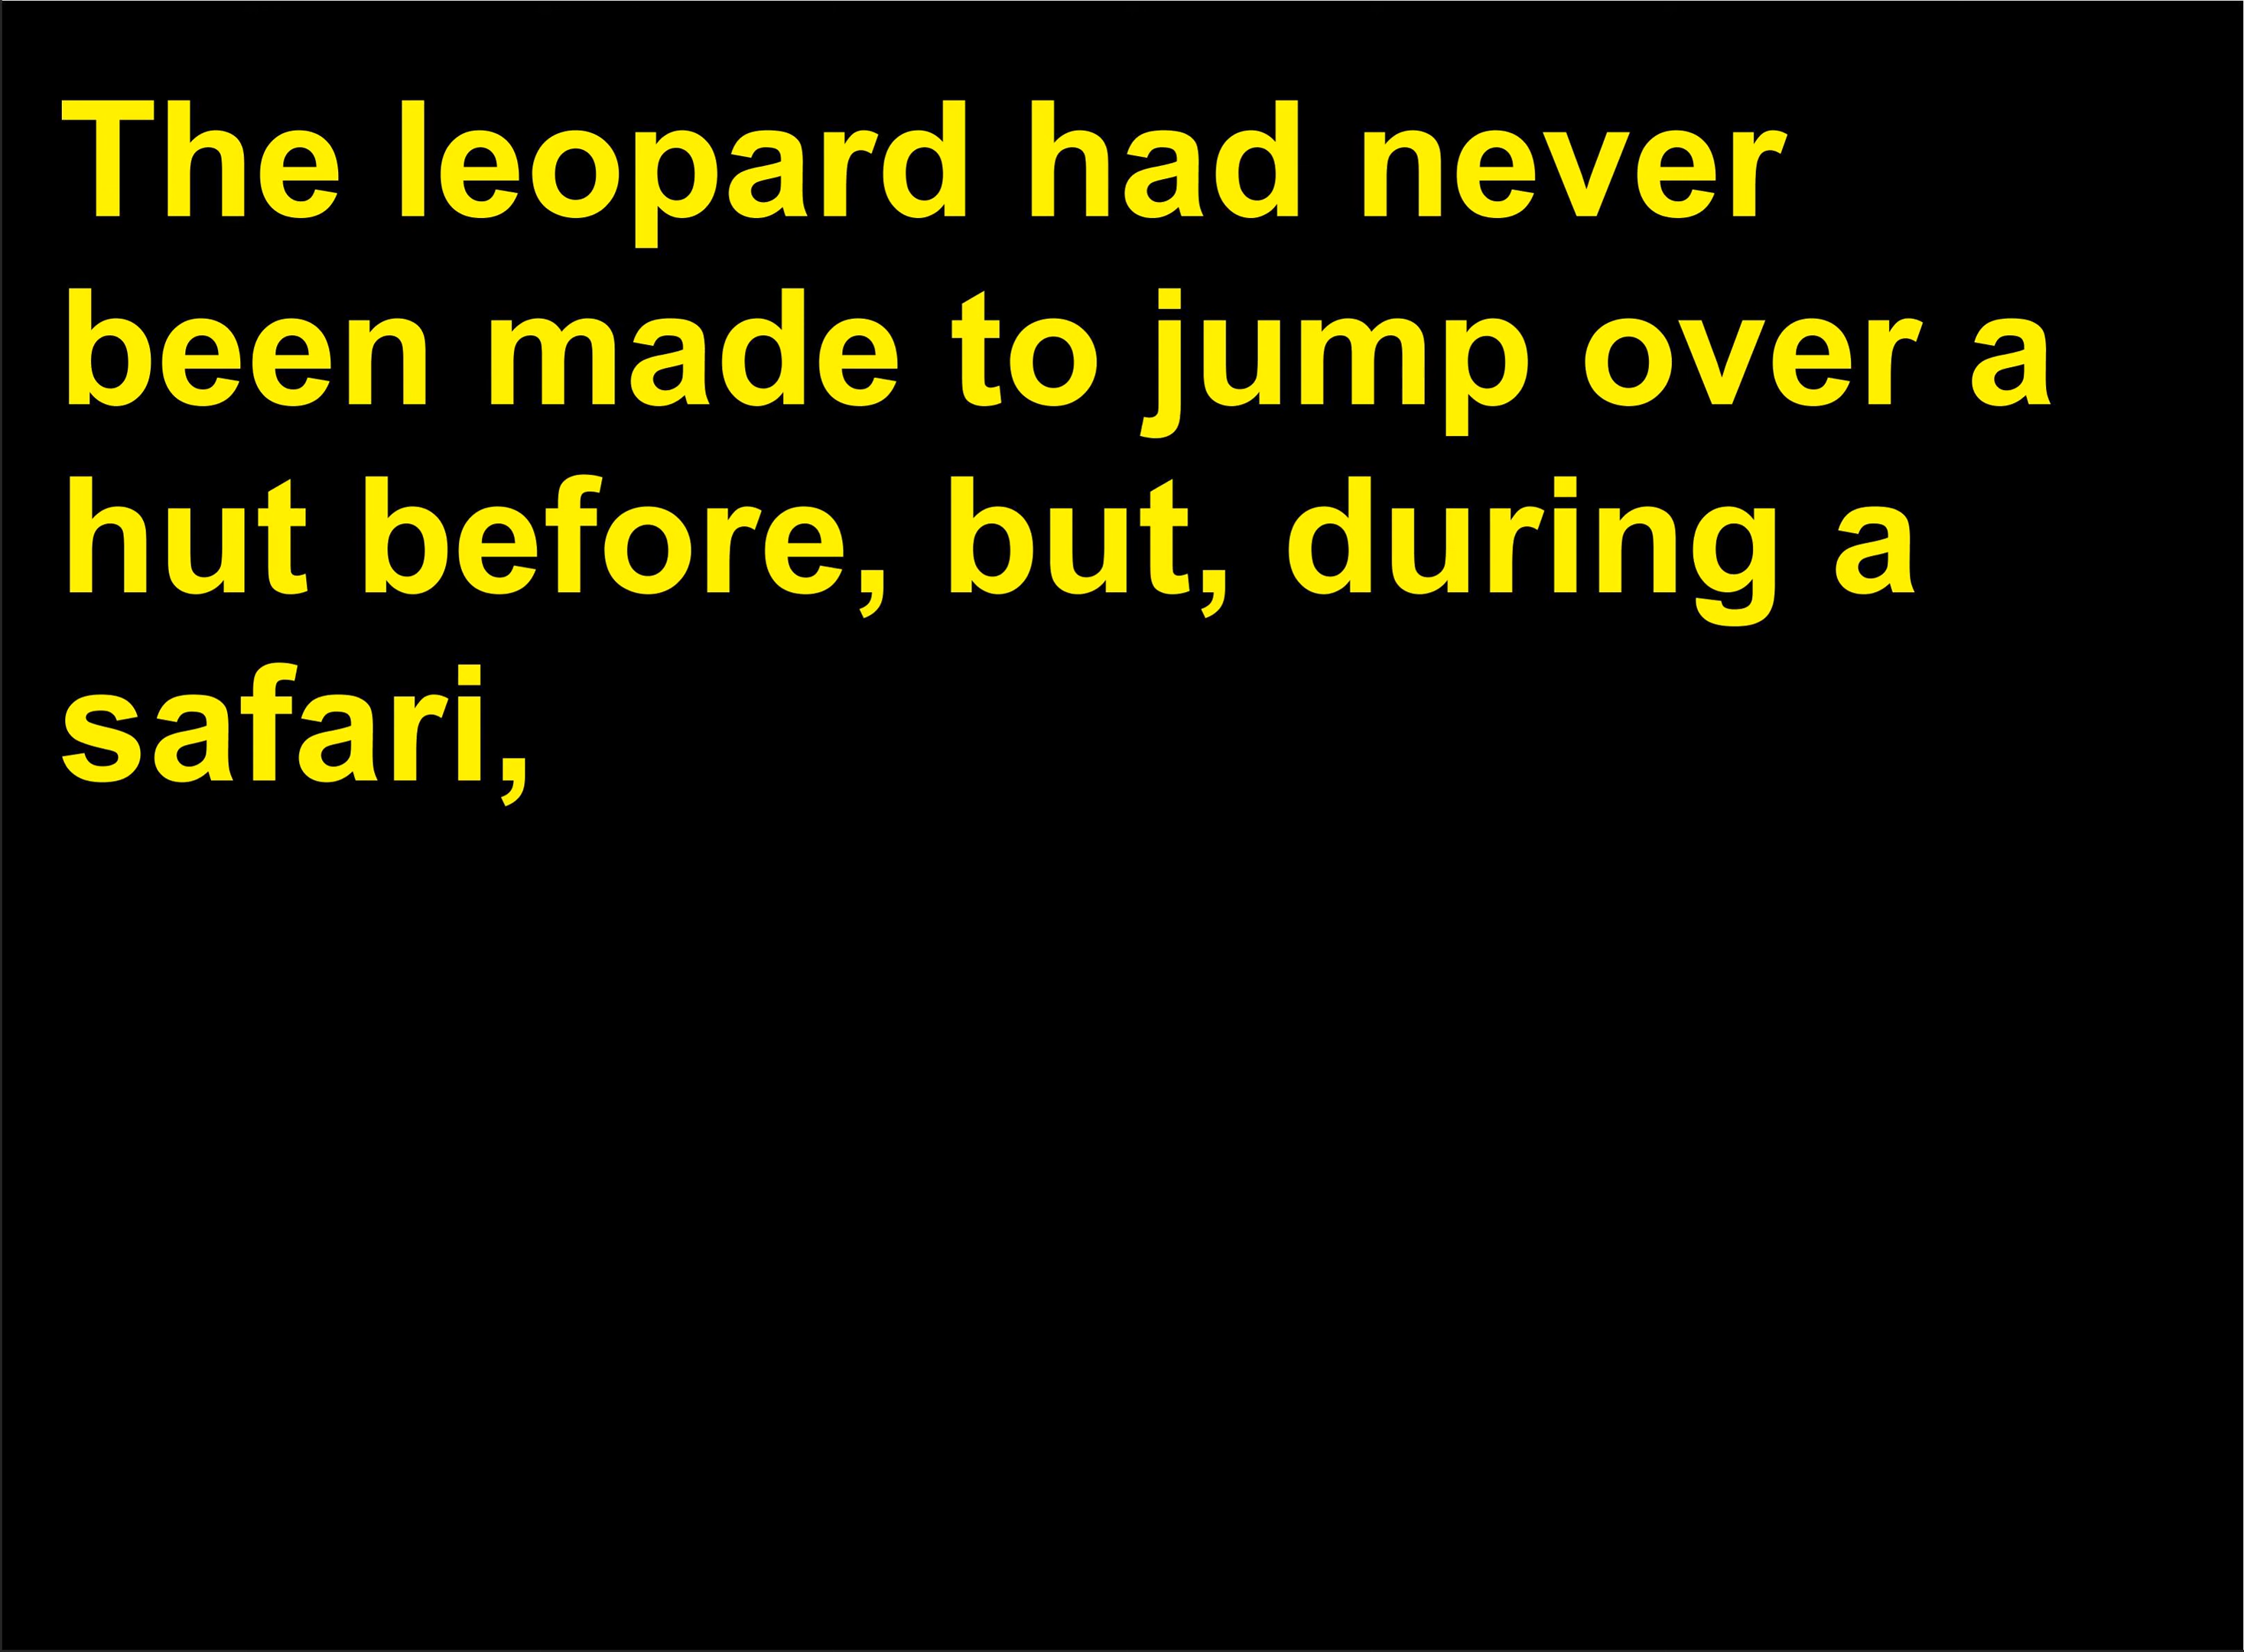 The leopard had never
been made to jump over a
hut before, but, during a
safari,